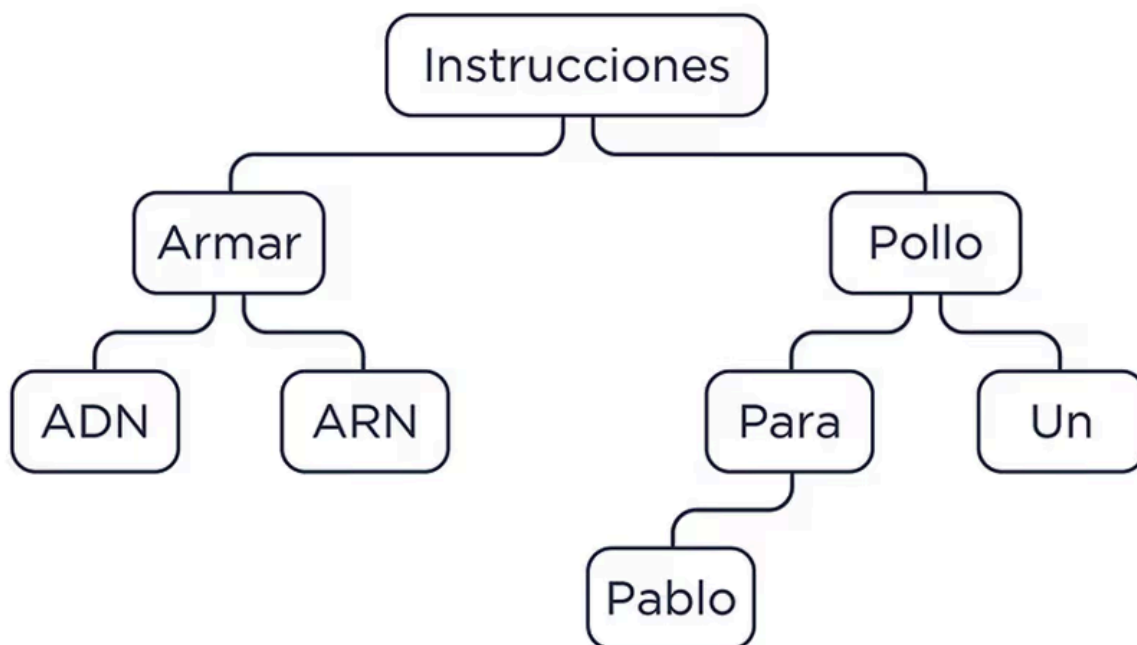 Instrucciones
Armar
Pollo
ADN
ARN
Para
Un
Pablo